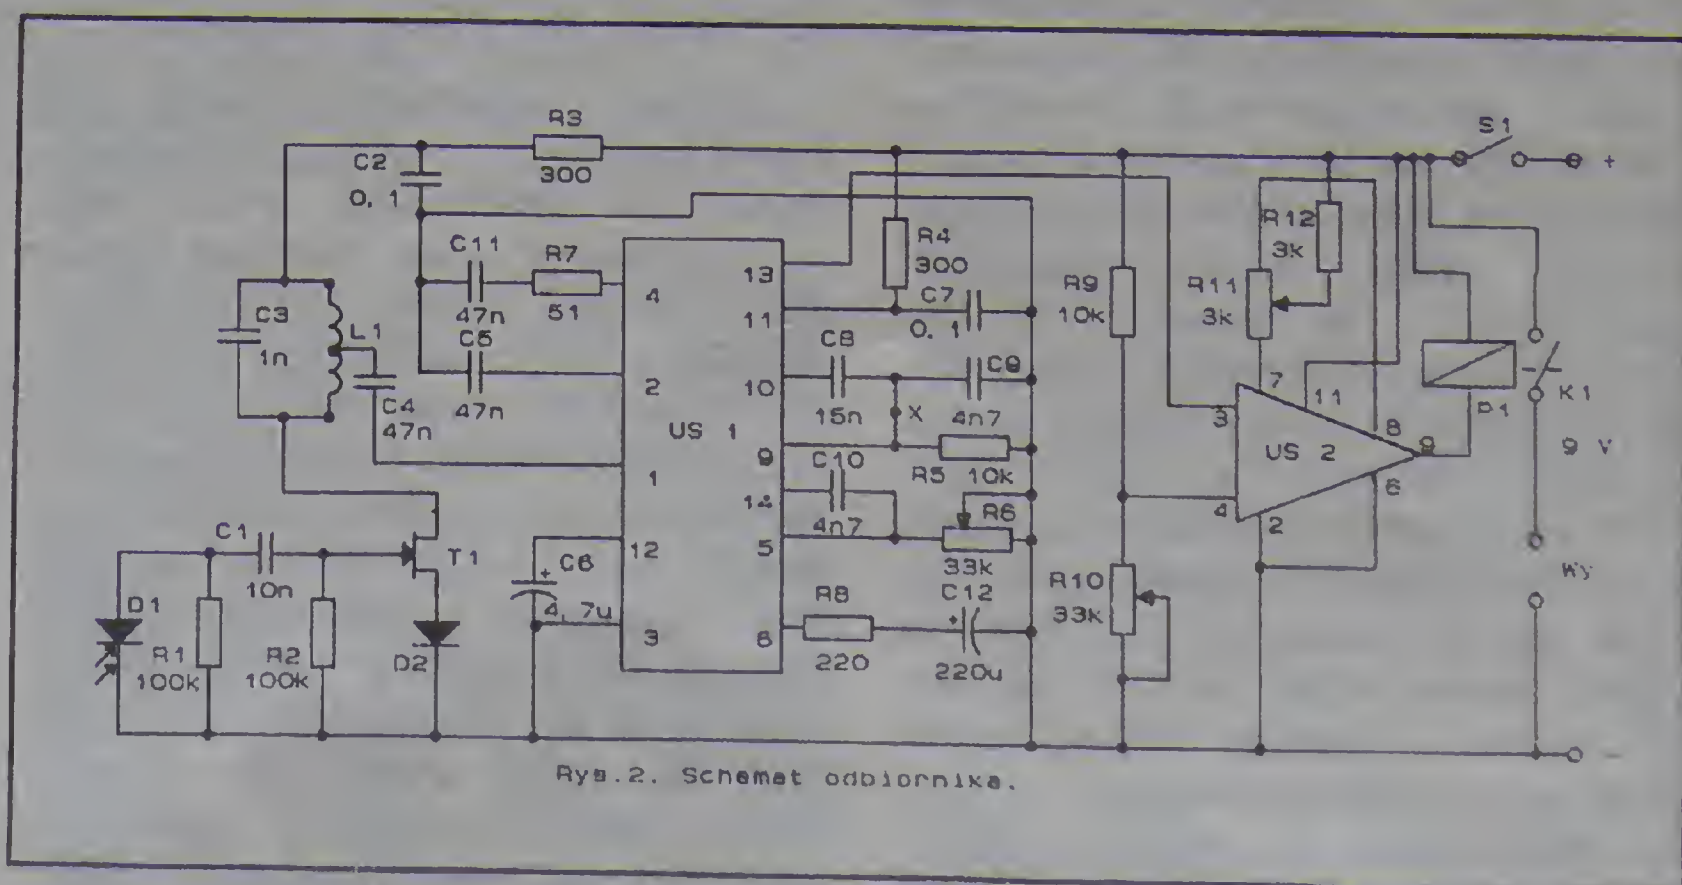 S1
R3
C2
300
+
0,1
R12
C11
R7
R4
3k
13
300
R9
R11
4
C7
10k
3k
C3
47n
51
11
0,1
L1
C5
C8
C9
1n
7
2
10
11
K1
C4
47n
15n
X
4n7
P1
47n
US 1
3
8
9
C10
US 2
9 V
1
9
R5
10k
6
14
R6
4
C1
4n7
2
T1
12
5
C6
+
33k
Wy
10n
R10
D1
4,7u
R8
C12
33k
+
R1
R2
3
6
D2
100k
100k
220
220u
-
Rys.2. Schemat odbiornika.